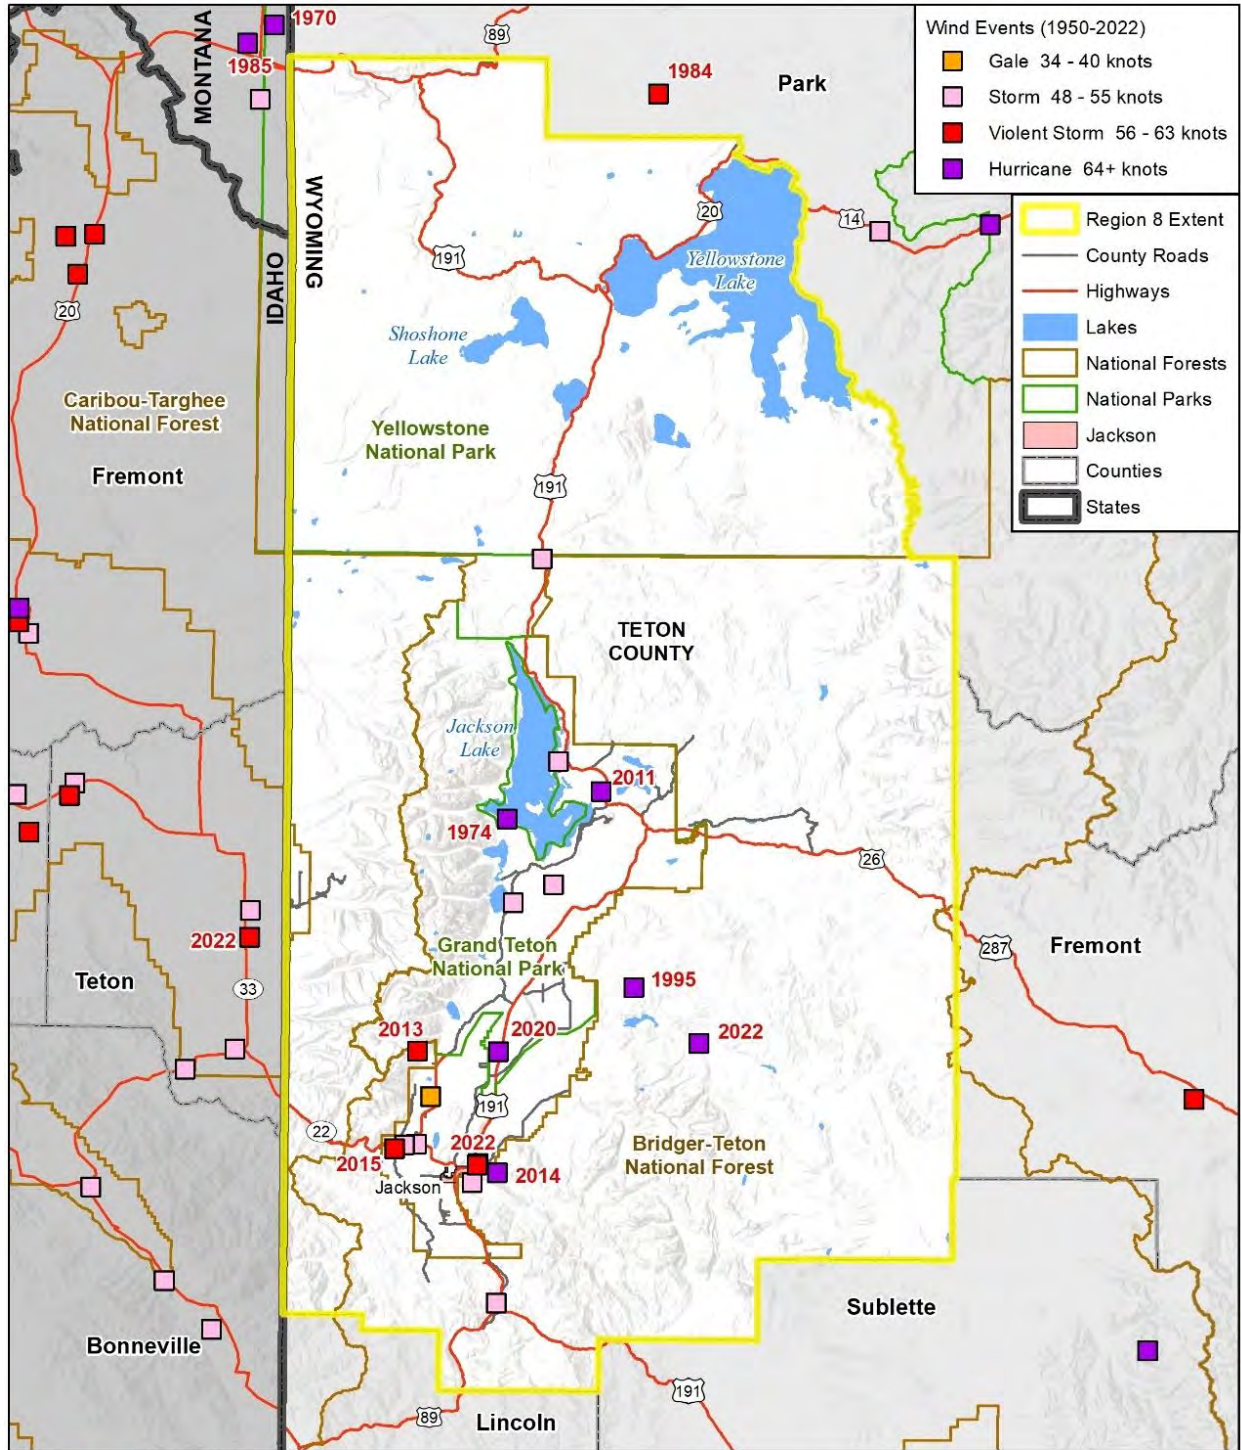 1970
1985
MONTANA
89
1984
Park
Wind Events (1950-2022)
Gale 34 - 40 knots
Storm 48 - 55 knots
Violent Storm 56 - 63 knots
Hurricane 64+ knots
Region 8 Extent
County Roads
Highways
Lakes
National Forests
National Parks
Jackson
Counties
States
WYOMING
IDAHO
20
14
191
Yellowstone
Lake
20
Shoshone
Lake
Caribou-Targhee
National Forest
Fremont
Yellowstone
National Park
191
TETON
COUNTY
Jackson
Lake
2011
1974
26
2022
Grand Teton
National Park
Fremont
287
Teton
33
1995
2013
2020
2022
191
22
2022
2015
Bridger-Teton
National Forest
2014
Jackson
Sublette
Bonneville
191
89
Lincoln